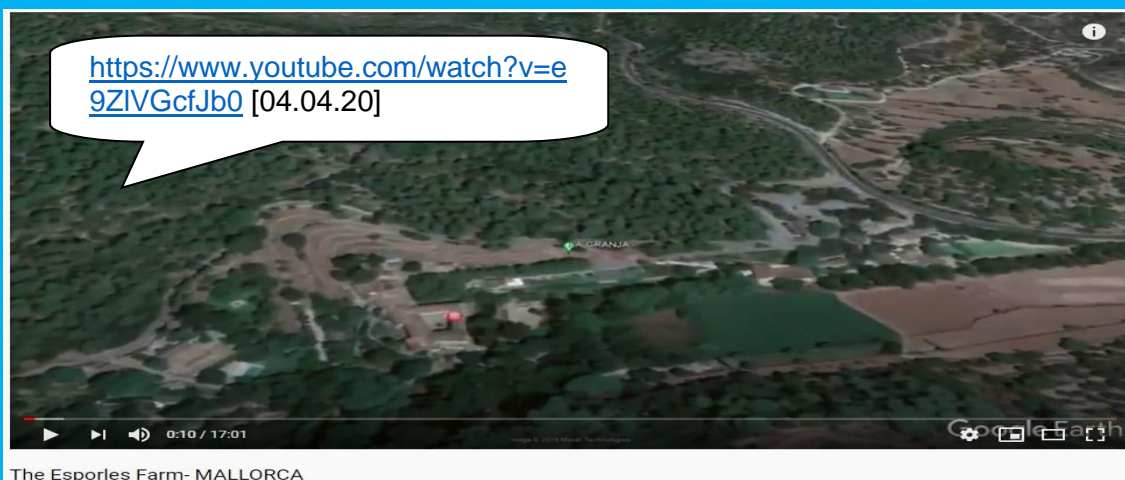 https://www.youtube.com/watch?v=e
9ZlVGcfJb0 [04.04.20]
i
LA GRANJA
0:10 / 17:01
Google Earth
The Esporles Farm- MALLORCA